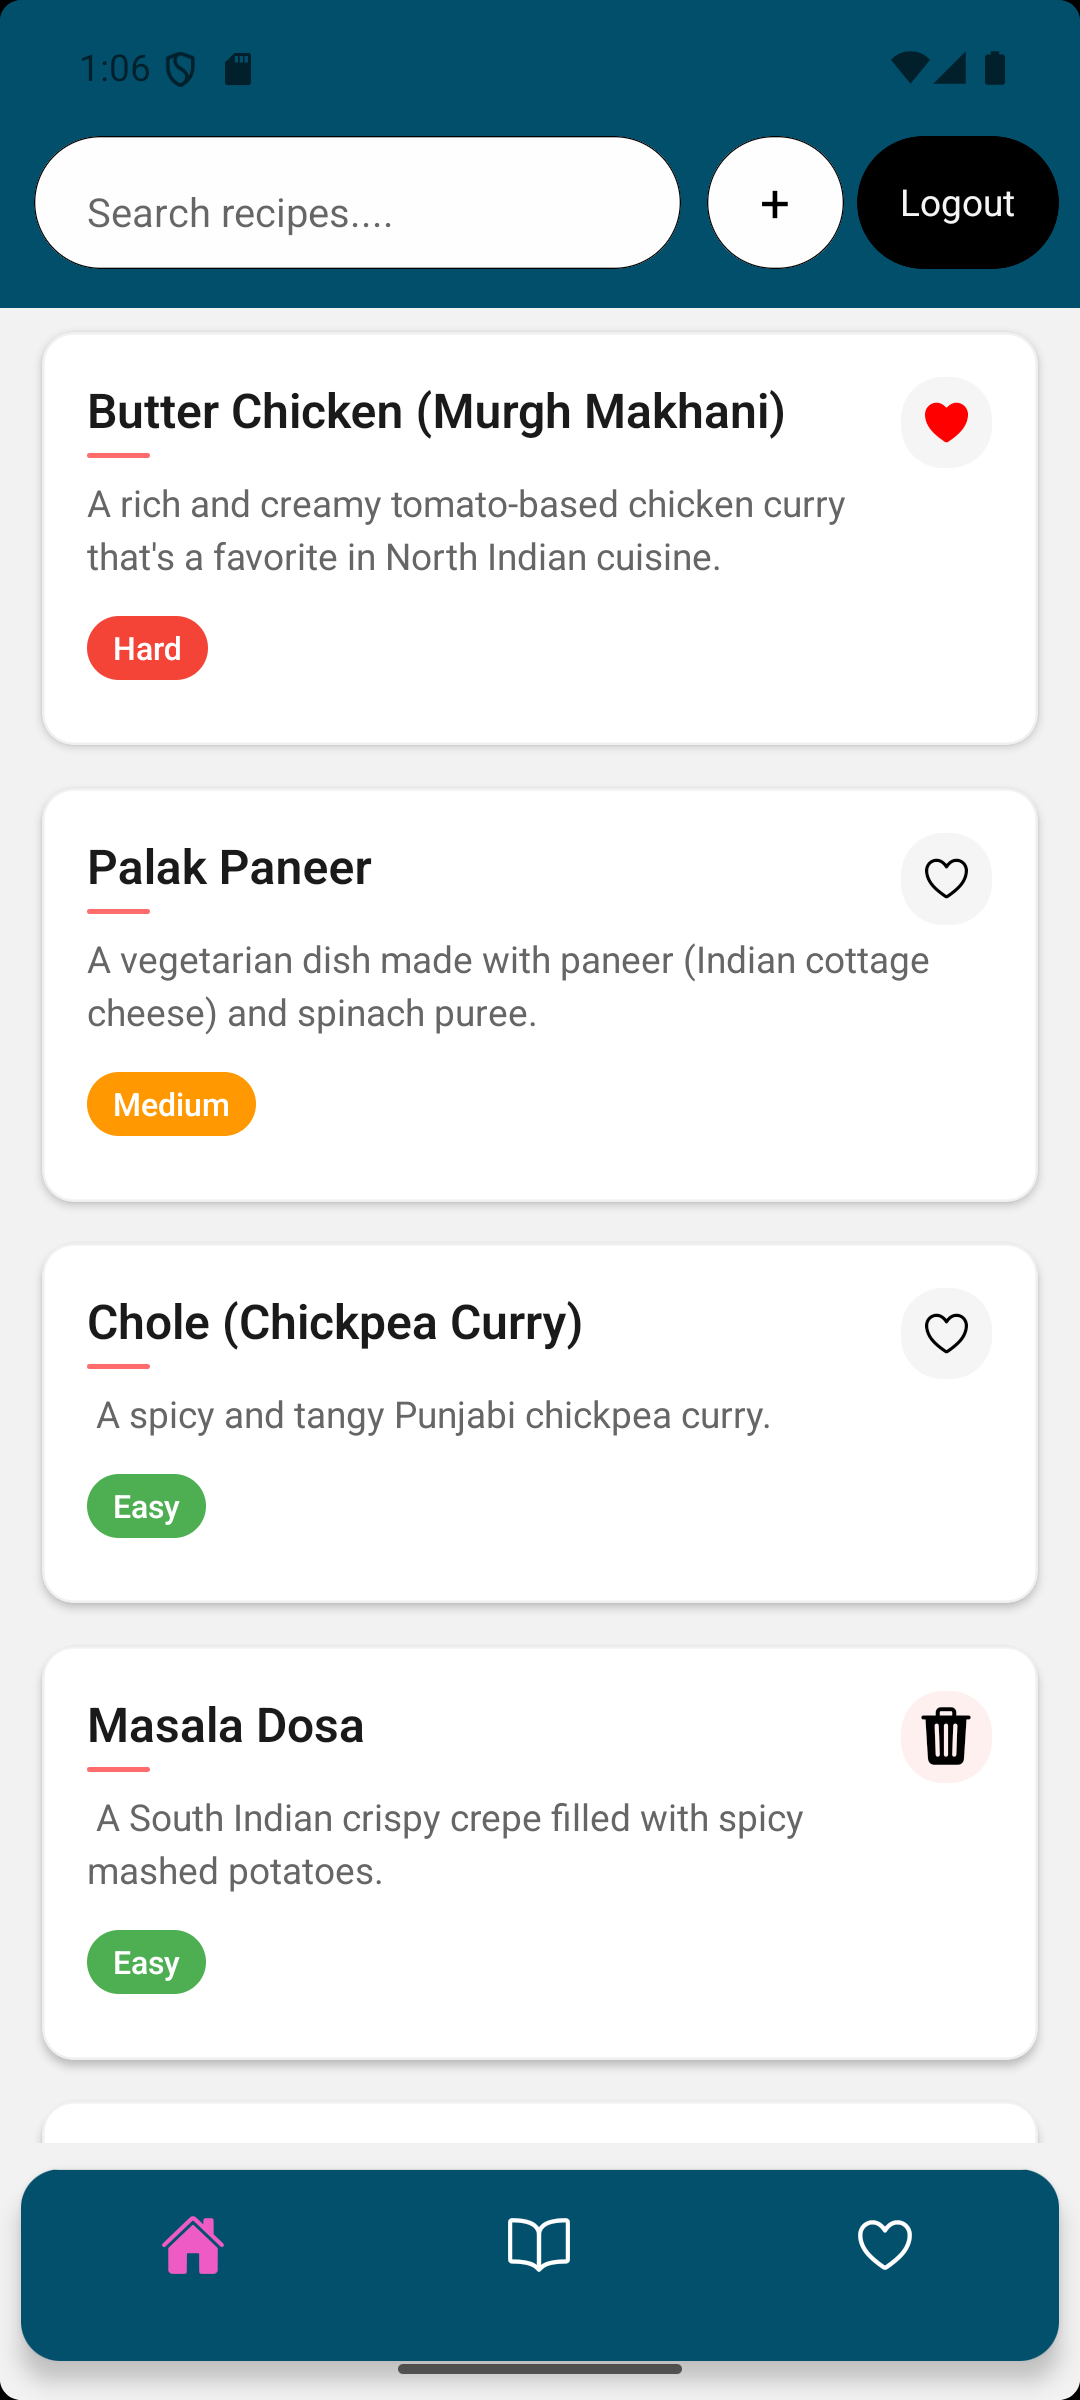 1:06
Search recipes....
+
Logout
Butter Chicken (Murgh Makhani)
A rich and creamy tomato-based chicken curry
that's a favorite in North Indian cuisine.
Hard
Palak Paneer
A vegetarian dish made with paneer (Indian cottage
cheese) and spinach puree.
Medium
Chole (Chickpea Curry)
A spicy and tangy Punjabi chickpea curry.
Easy
Masala Dosa
A South Indian crispy crepe filled with spicy
mashed potatoes.
Easy